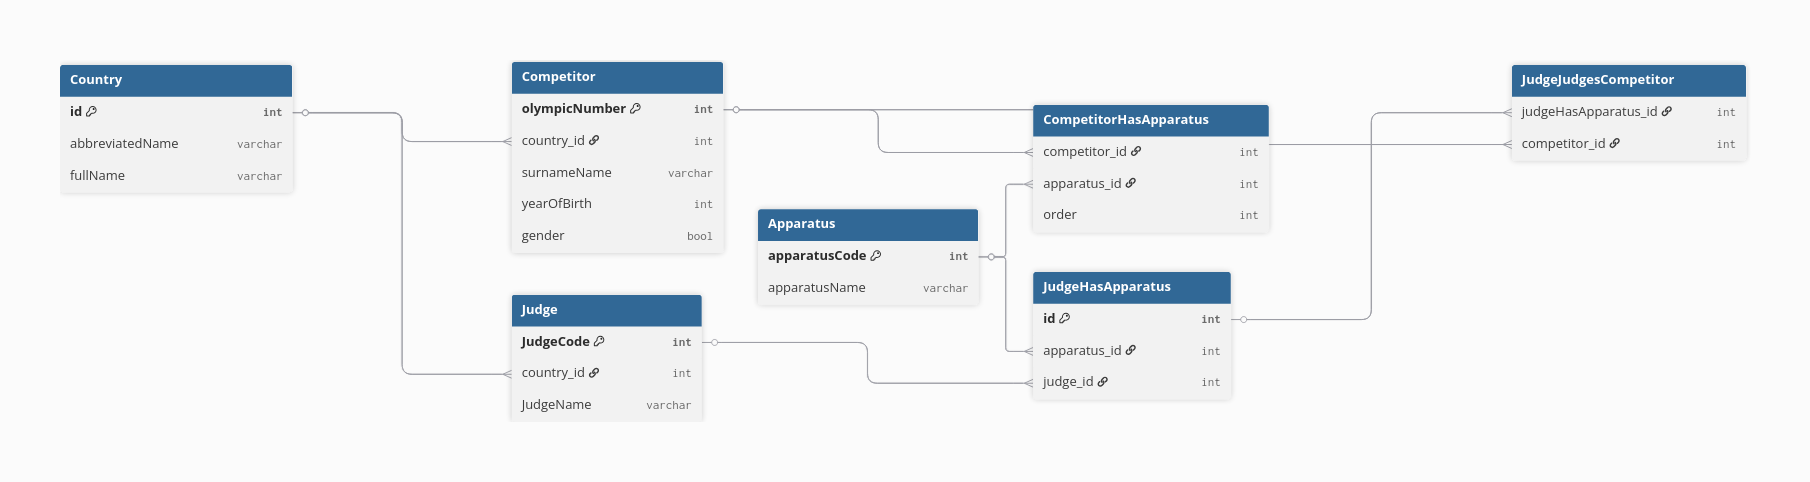 Country
id int
abbreviatedName varchar
fullName varchar
Competitor
olympicNumber int
country_id int
surnameName varchar
yearOfBirth int
gender bool
Judge
JudgeCode int
country_id int
JudgeName varchar
Apparatus
apparatusCode int
apparatusName varchar
CompetitorHasApparatus
competitor_id int
apparatus_id int
order int
JudgeHasApparatus
id int
apparatus_id int
judge_id int
JudgeJudgesCompetitor
judgeHasApparatus_id int
competitor_id int